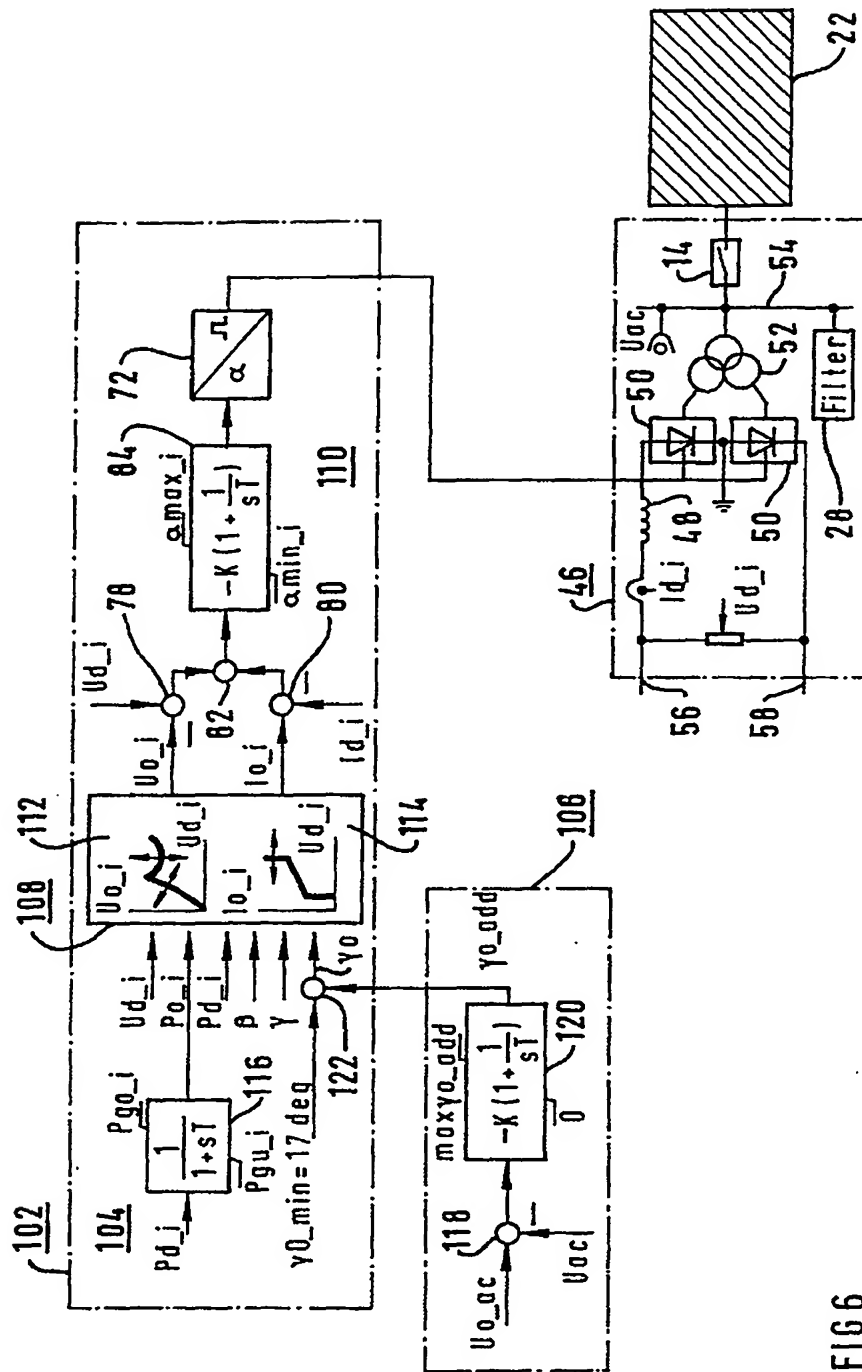 102
104
Pd_i
Pgo_i
1
1+sT
Pgu_i
116
γ0_min = 17 deg
Ud_i
Po_i
Pd_i
β
γ
γo
122
108
112
Uo_i
Ud_i
Io_i
Ud_i
114
Uo_i
Io_i
Ud_i
78
82
80
Id_i
αmax_i
84
-K(1+1/sT)
αmin_i
110
72
α
106
Uo_ac
118
Uac
maxγo_add
-K(1+1/sT)
0
120
γo_add
46
56
58
Id_i
Ud_i
48
50
50
52
Uac
54
14
Filter
28
22
FIG 6